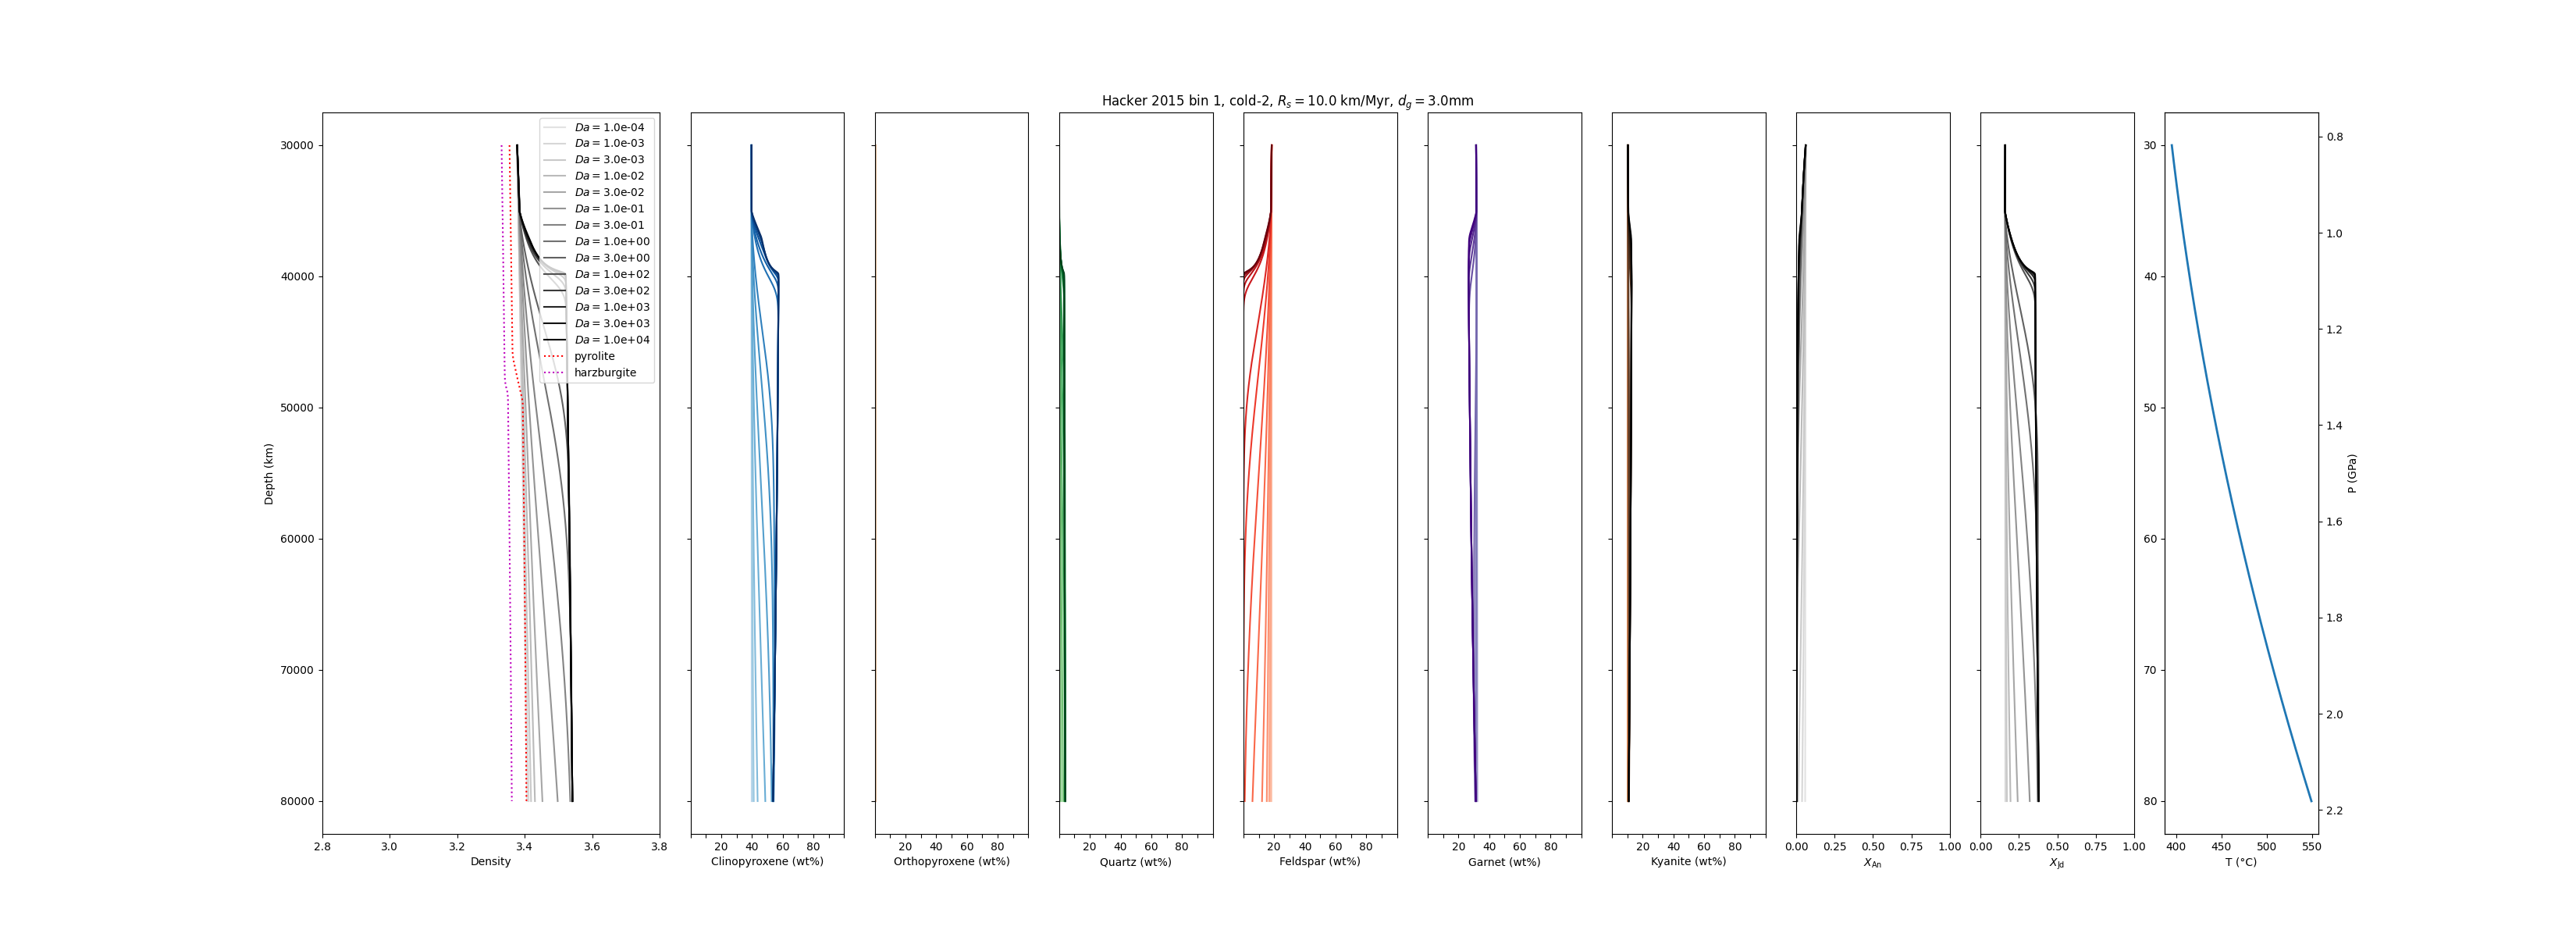 Hacker 2015 bin 1, cold-2, Rs = 10.0 km/Myr, dg = 3.0mm
Da = 1.0e-04
Da = 1.0e-03
Da = 3.0e-03
Da = 1.0e-02
Da = 3.0e-02
Da = 1.0e-01
Da = 3.0e-01
Da = 1.0e+00
Da = 3.0e+00
Da = 1.0e+02
Da = 3.0e+02
Da = 1.0e+03
Da = 3.0e+03
Da = 1.0e+04
pyrolite
harzburgite
30000
40000
50000
60000
70000
80000
Depth (km)
2.8 3.0 3.2 3.4 3.6 3.8
Density
20 40 60 80
Clinopyroxene (wt%)
20 40 60 80
Orthopyroxene (wt%)
20 40 60 80
Quartz (wt%)
20 40 60 80
Feldspar (wt%)
20 40 60 80
Garnet (wt%)
20 40 60 80
Kyanite (wt%)
0.00 0.25 0.50 0.75 1.00
XAn
0.00 0.25 0.50 0.75 1.00
XJd
30
40
50
60
70
80
400 450 500 550
T (°C)
0.8
1.0
1.2
1.4
1.6
1.8
2.0
2.2
P (GPa)